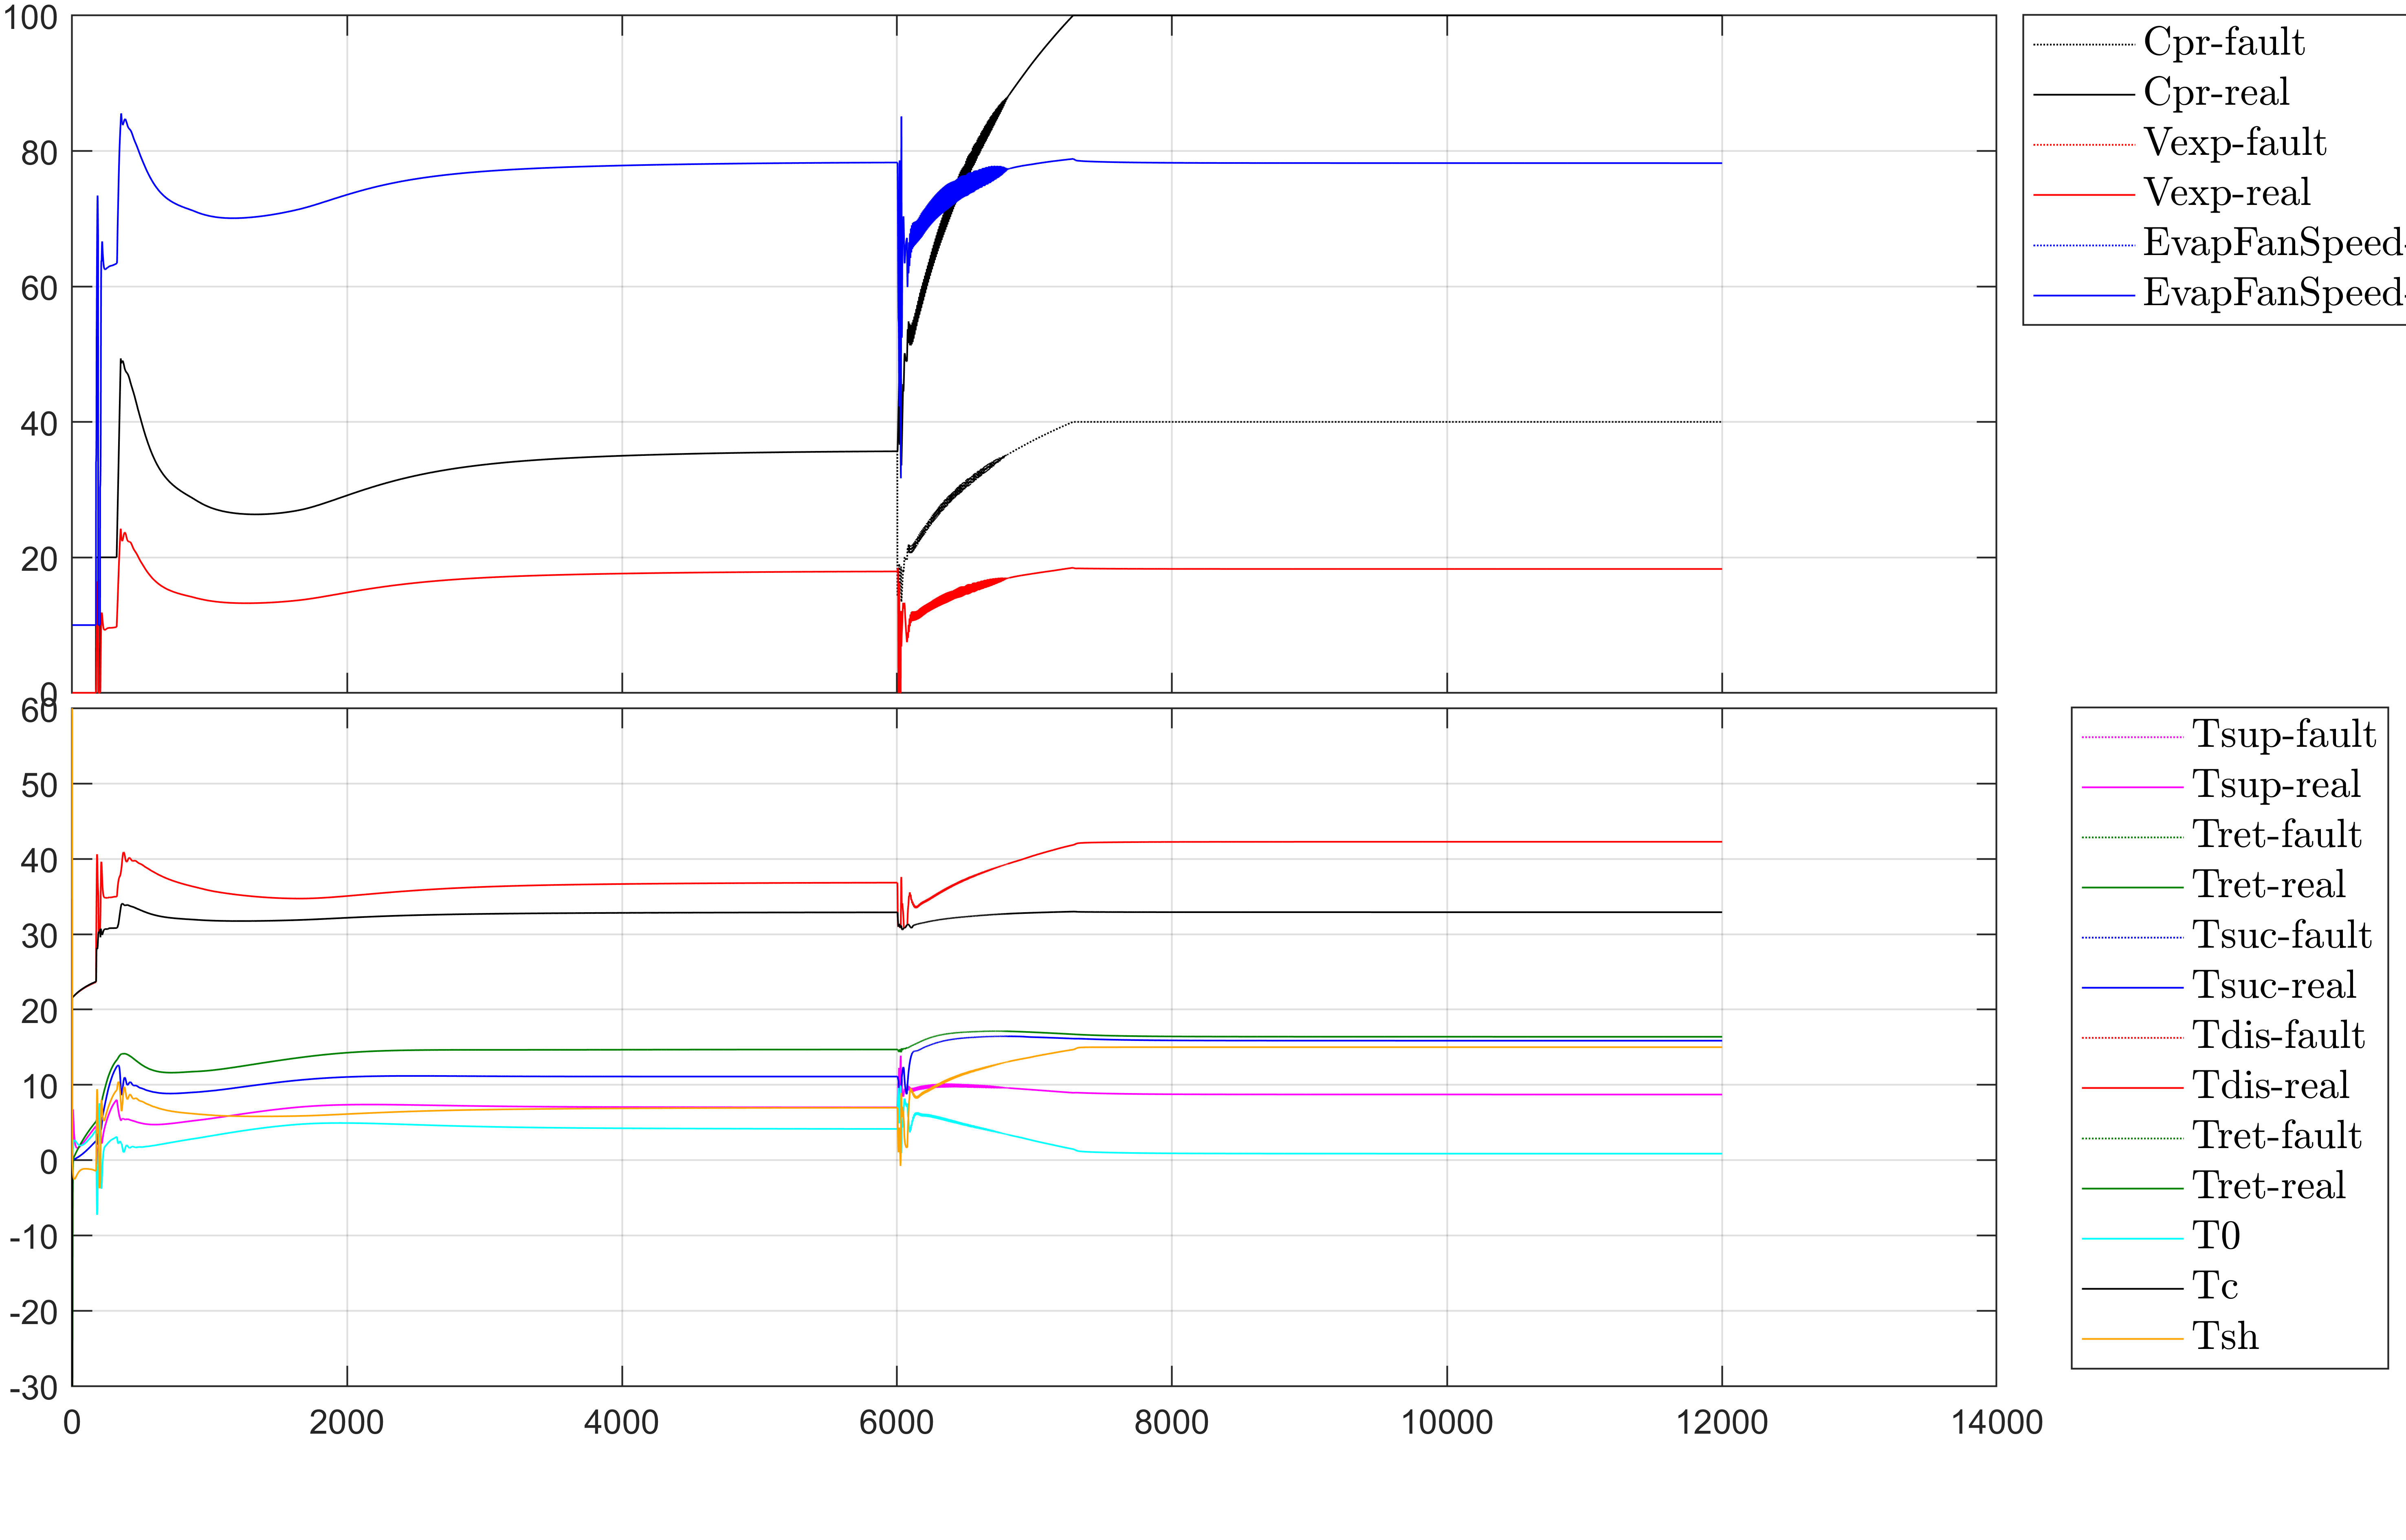 100
80
60
40
20
0
Cpr-fault
Cpr-real
Vexp-fault
Vexp-real
EvapFanSpeed-
EvapFanSpeed-
60
50
40
30
20
10
0
-10
-20
-30
0 2000 4000 6000 8000 10000 12000 14000
Tsup-fault
Tsup-real
Tret-fault
Tret-real
Tsuc-fault
Tsuc-real
Tdis-fault
Tdis-real
Tret-fault
Tret-real
T0
Tc
Tsh